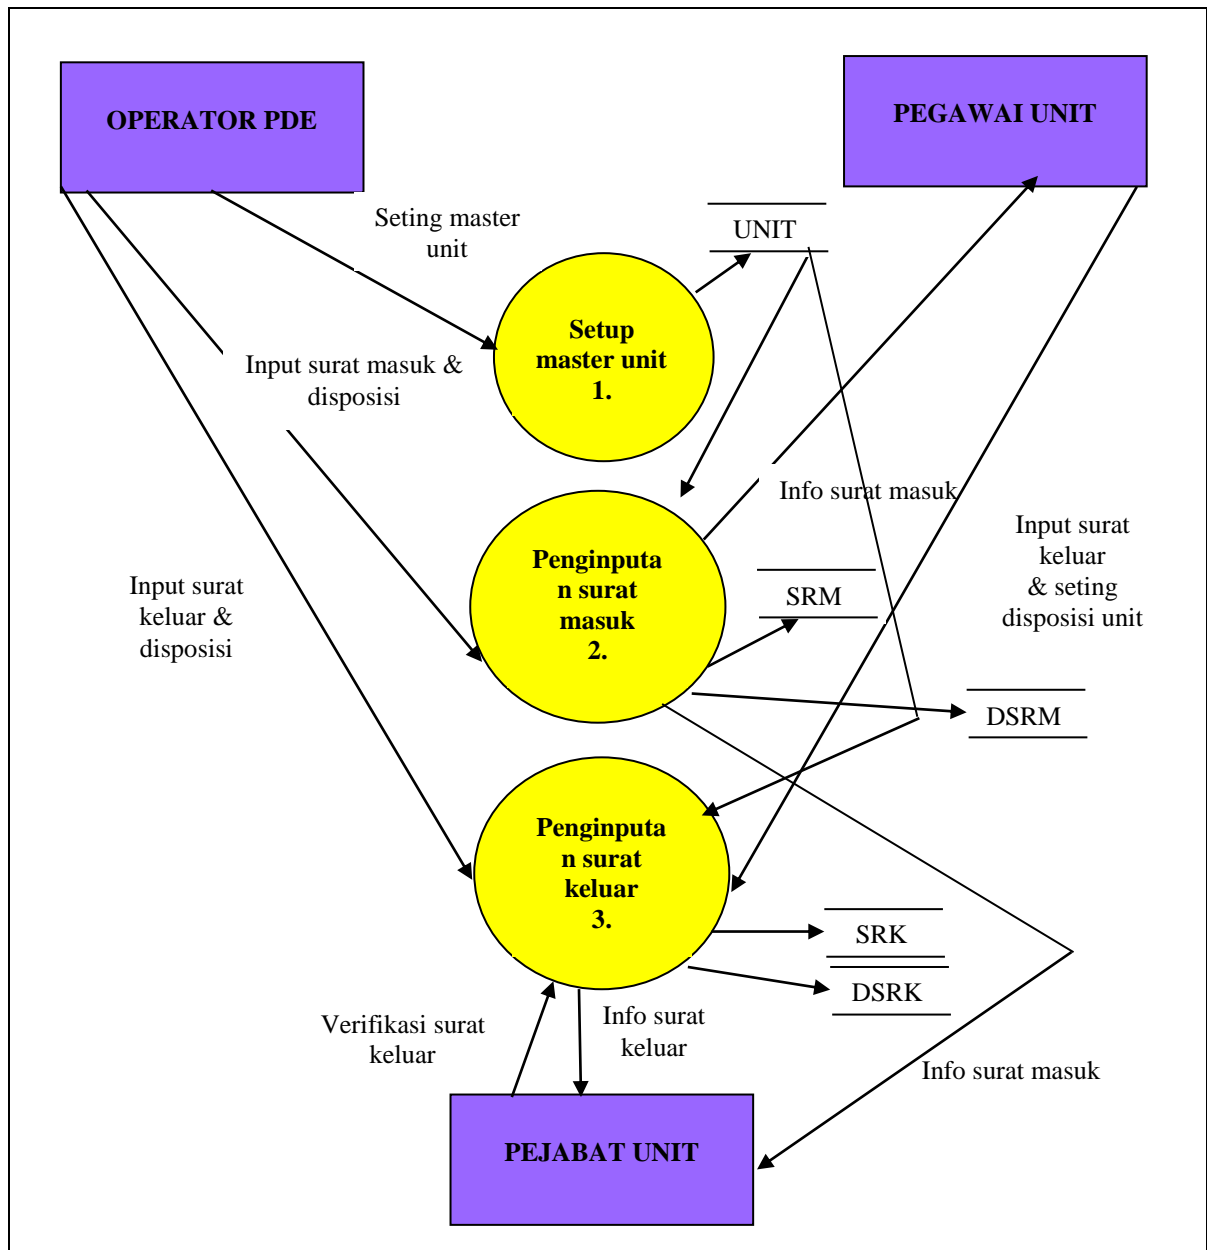 OPERATOR PDE
PEGAWAI UNIT
Seting master
unit
UNIT
Setup
master unit
1.
Input surat masuk &
disposisi
Info surat masuk
Input surat
keluar
& seting
disposisi unit
Penginputa
n surat
masuk
2.
SRM
Input surat
keluar &
disposisi
DSRM
Penginputa
n surat
keluar
3.
SRK
DSRK
Verifikasi surat
keluar
Info surat
keluar
Info surat masuk
PEJABAT UNIT